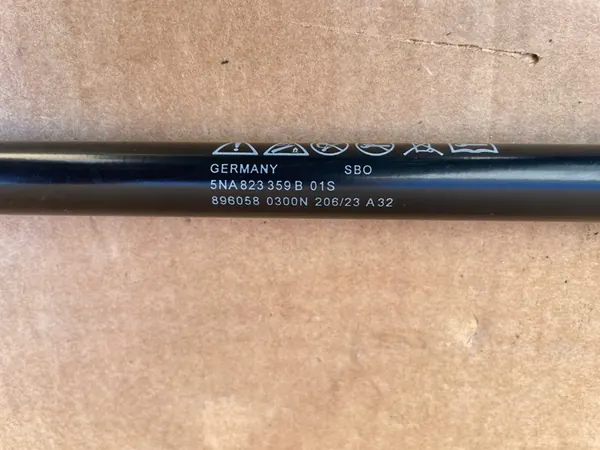 GERMANY SBO
5NA 823 359 B 01S
896058 0300N 206/23 A32